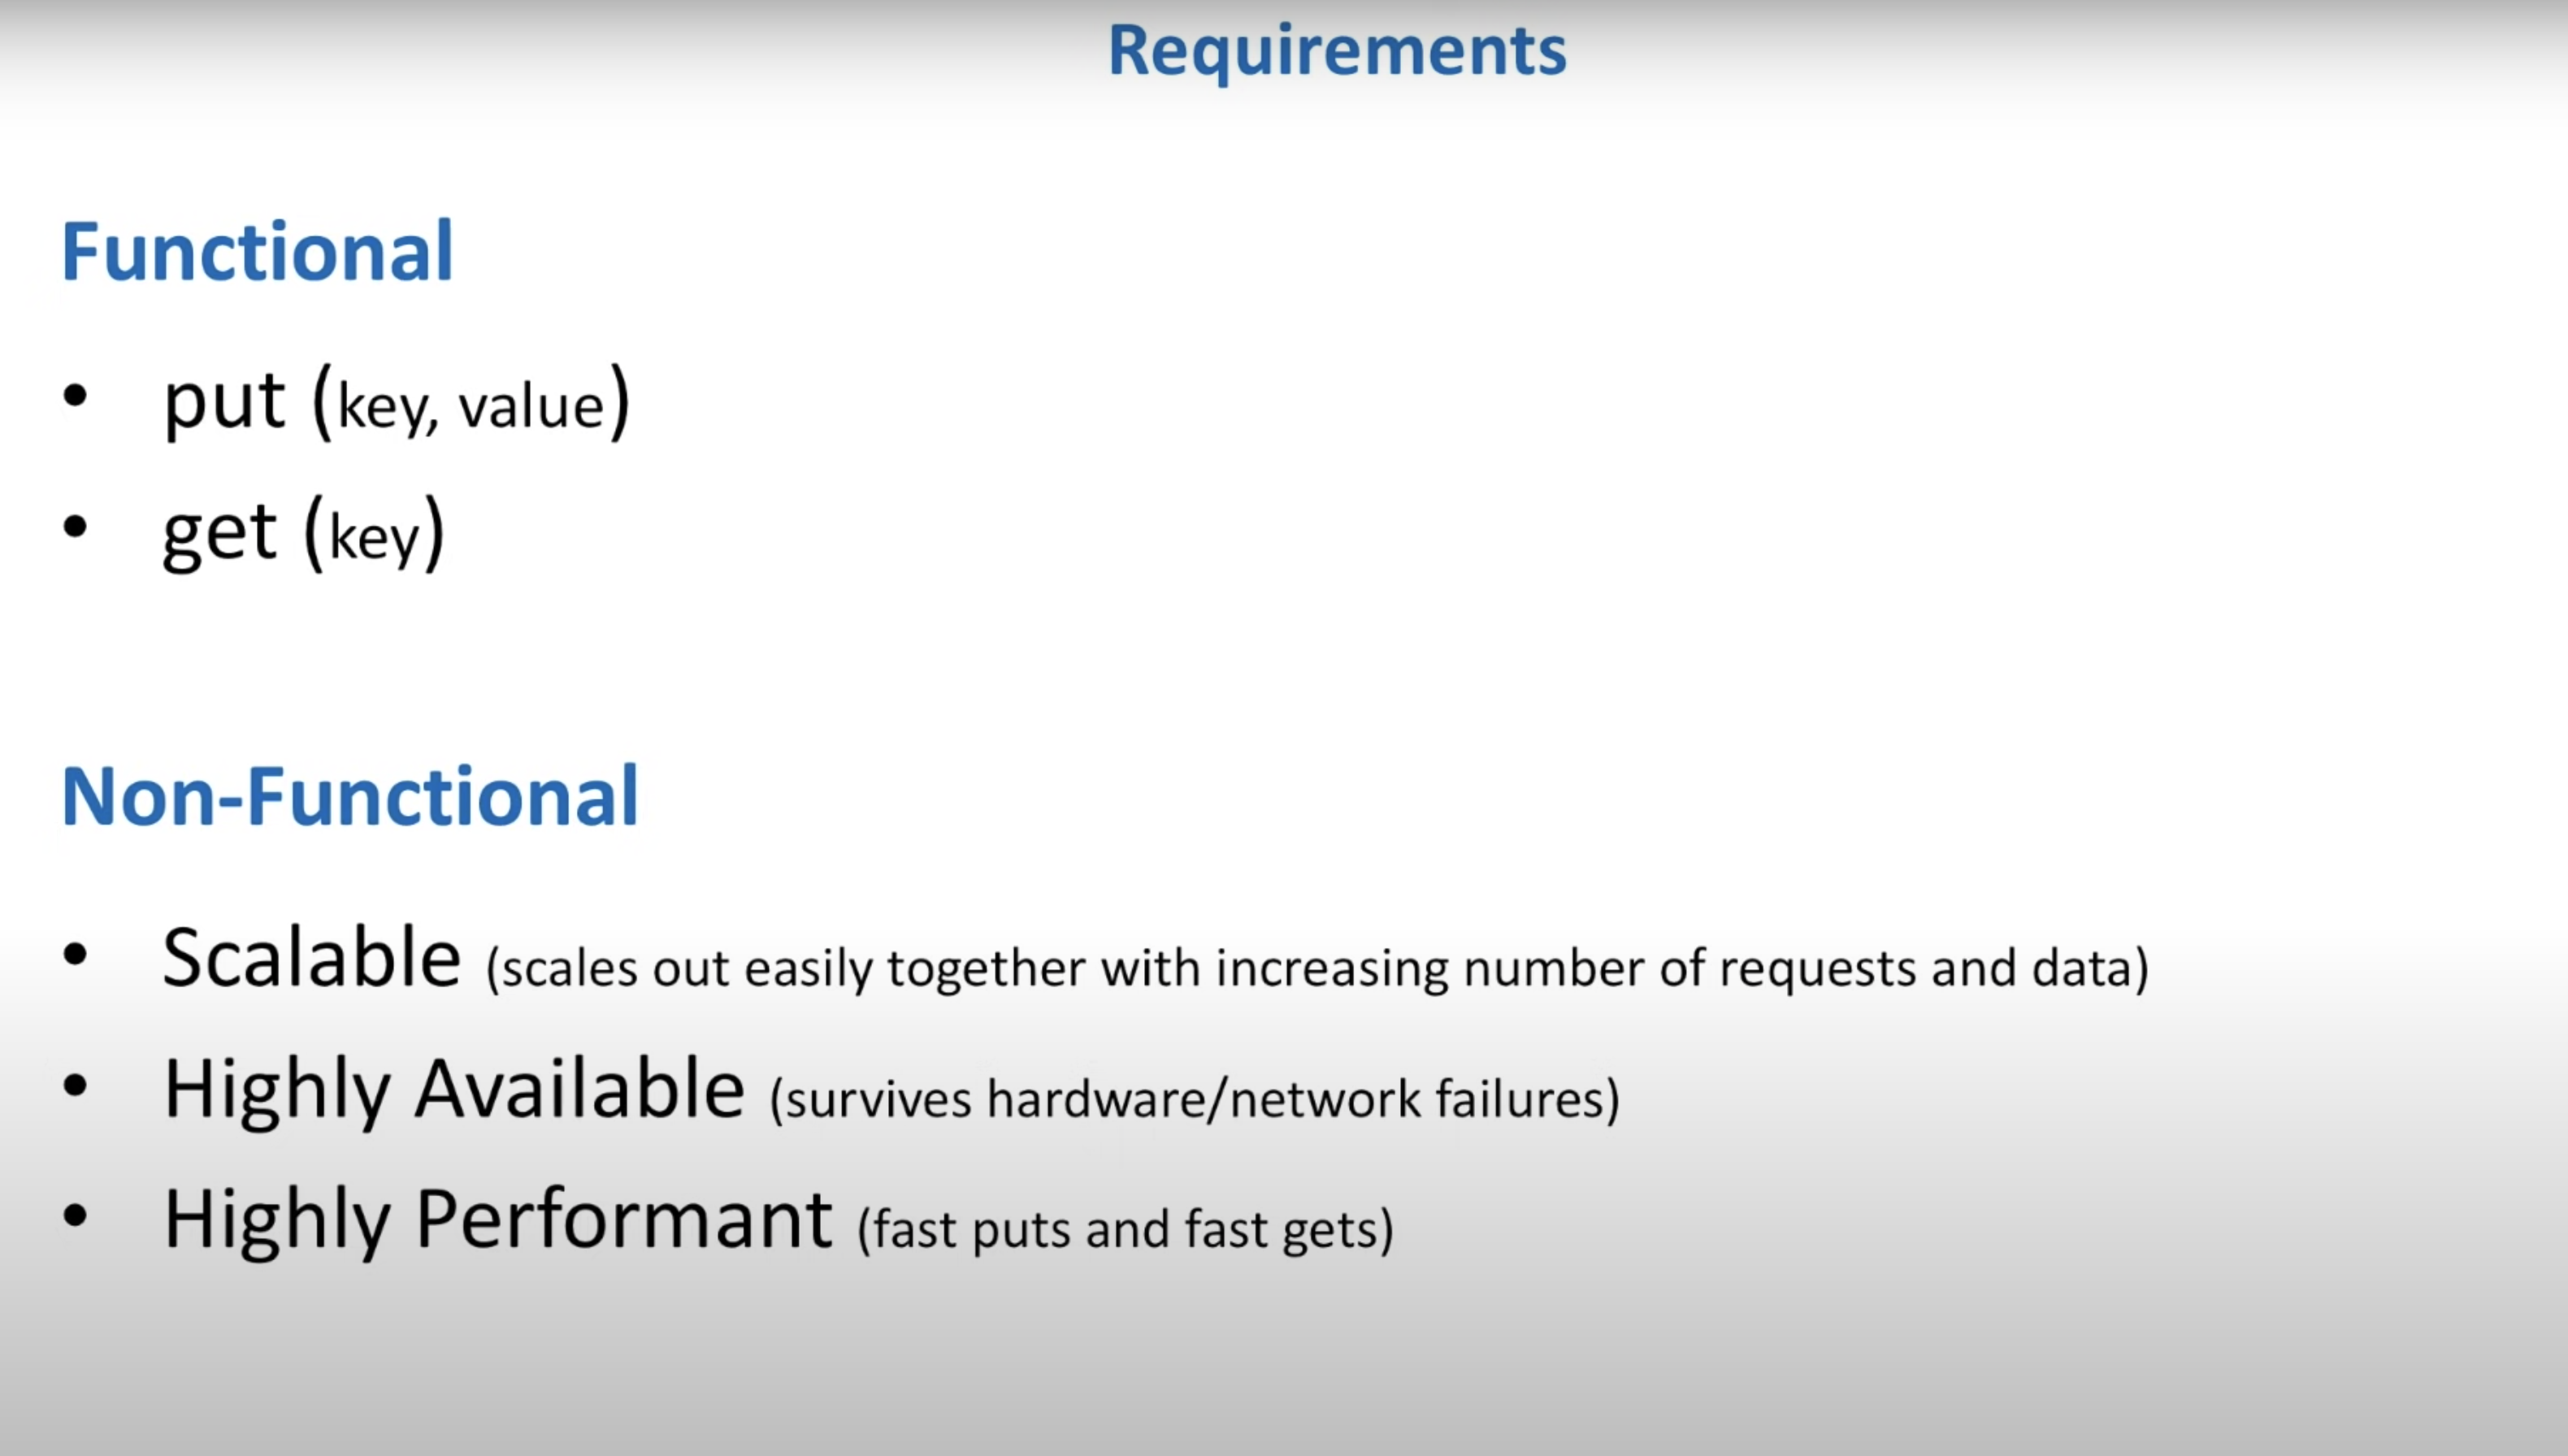 Requirements
Functional
• put (key, value)
• get (key)
Non-Functional
• Scalable (scales out easily together with increasing number of requests and data)
• Highly Available (survives hardware/network failures)
• Highly Performant (fast puts and fast gets)